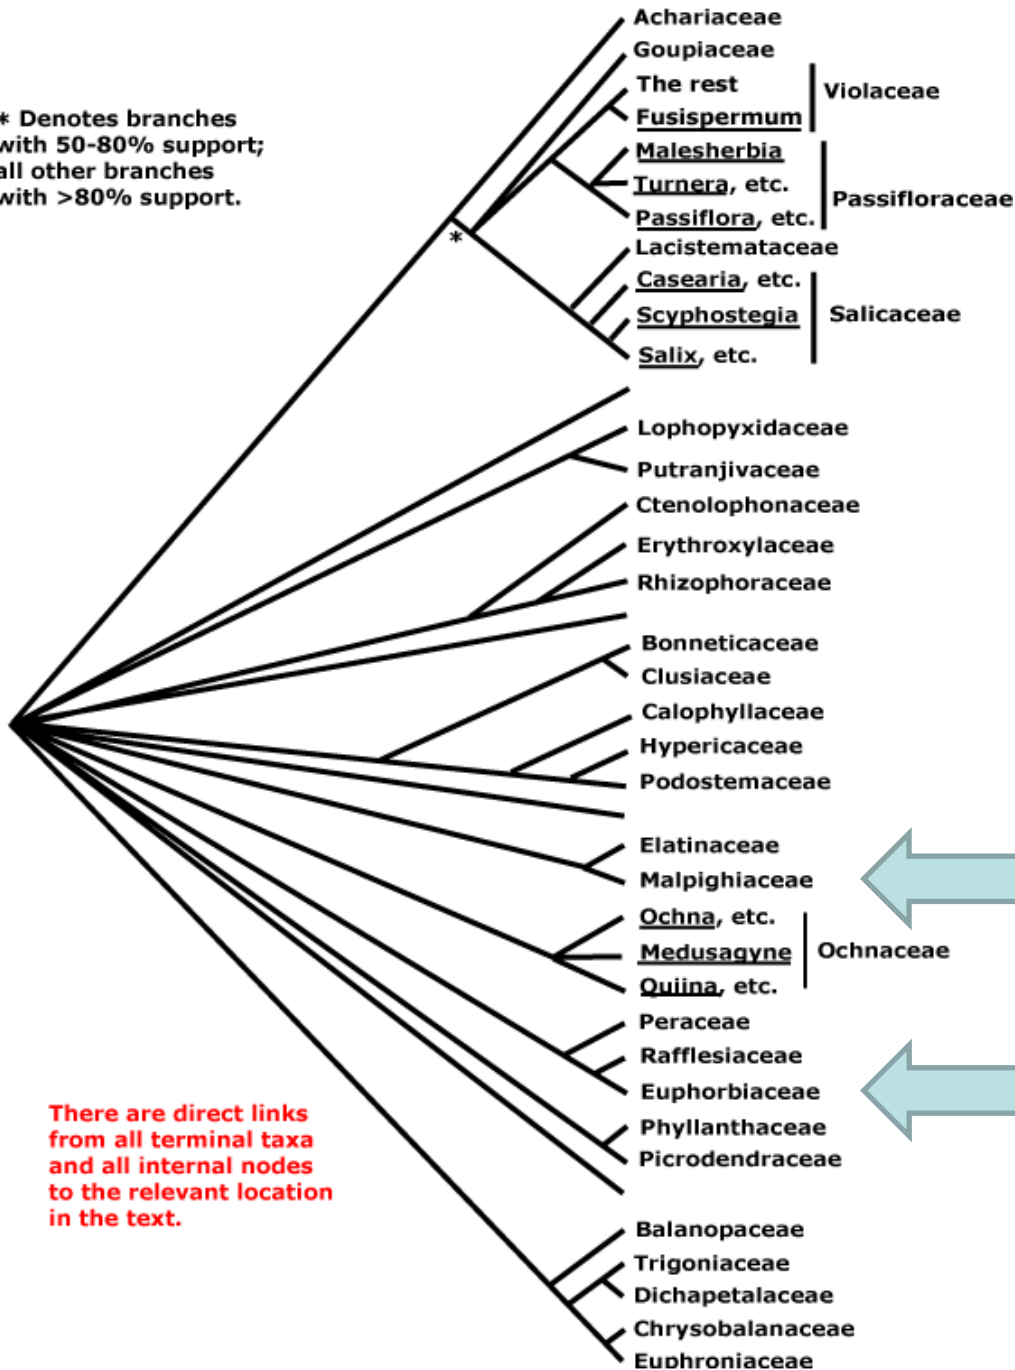 Achariaceae
Goupiaceae
The rest
Violaceae
Fusispermum
* Denotes branches
with 50-80% support;
all other branches
with >80% support.
Malesherbia
Turnera, etc.
Passifloraceae
Passiflora, etc.
*
Lacistemataceae
Casearia, etc.
Scyphostegia
Salicaceae
Salix, etc.
Lophopyxidaceae
Putranjivaceae
Ctenolophonaceae
Erythroxylaceae
Rhizophoraceae
Bonneticaceae
Clusiaceae
Calophyllaceae
Hypericaceae
Podostemaceae
Elatinaceae
Malpighiaceae
Ochna, etc.
Medusagyne
Ochnaceae
Quiina, etc.
Peraceae
Rafflesiaceae
Euphorbiaceae
Phyllanthaceae
Picrodendraceae
There are direct links
from all terminal taxa
and all internal nodes
to the relevant location
in the text.
Balanopaceae
Trigoniaceae
Dichapetalaceae
Chrysobalanaceae
Euphroniaceae